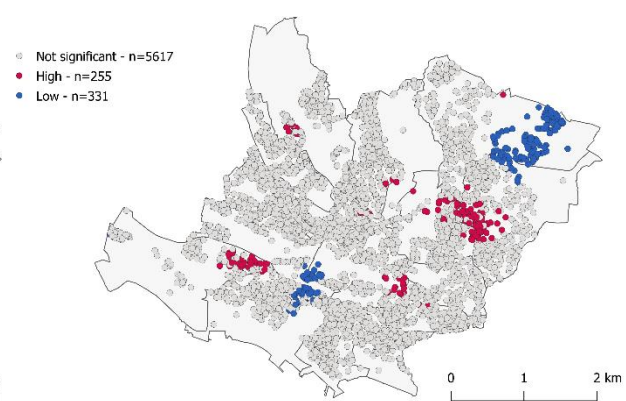 Not significant - n=5617
High - n=255
Low - n=331
0 1 2 km